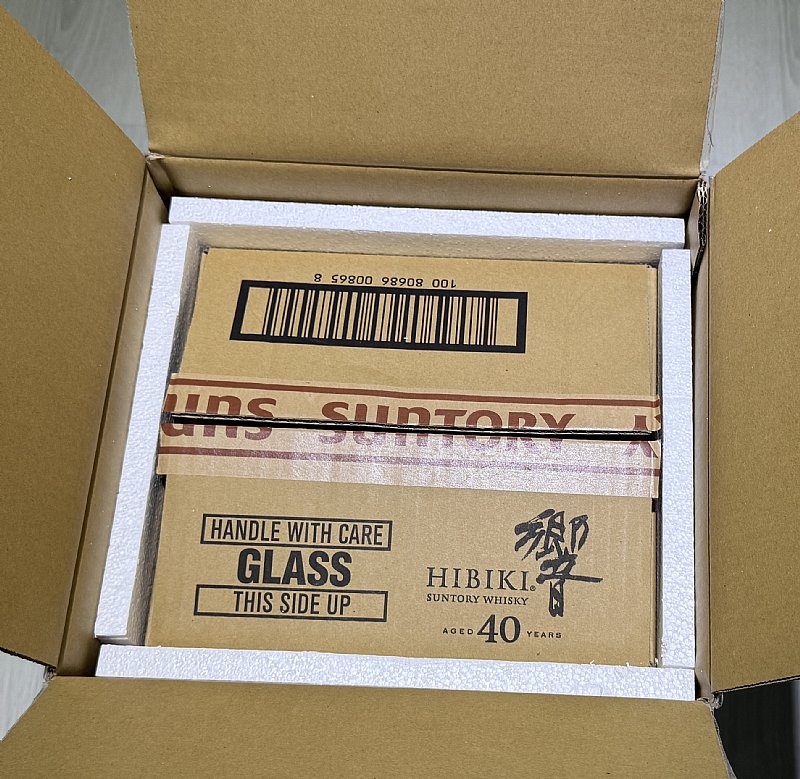 100 80686 00865 8
uns SUNTORY
HANDLE WITH CARE
GLASS
THIS SIDE UP
響
HIBIKI®
SUNTORY WHISKY
AGED 40 YEARS